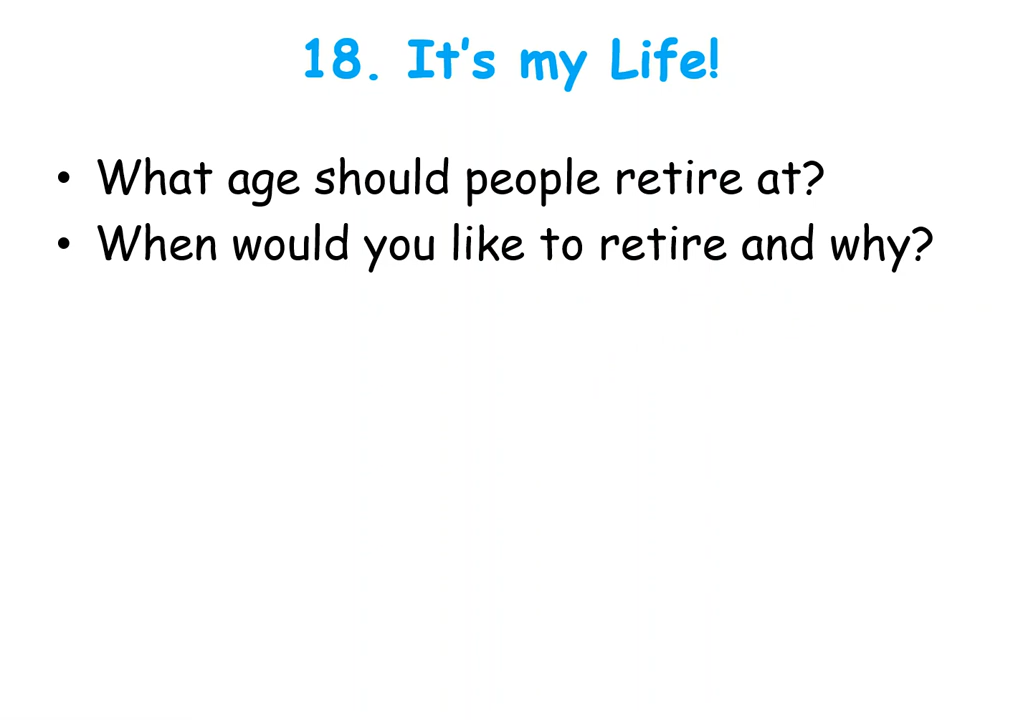 18. It's my Life!
• What age should people retire at?
• When would you like to retire and why?